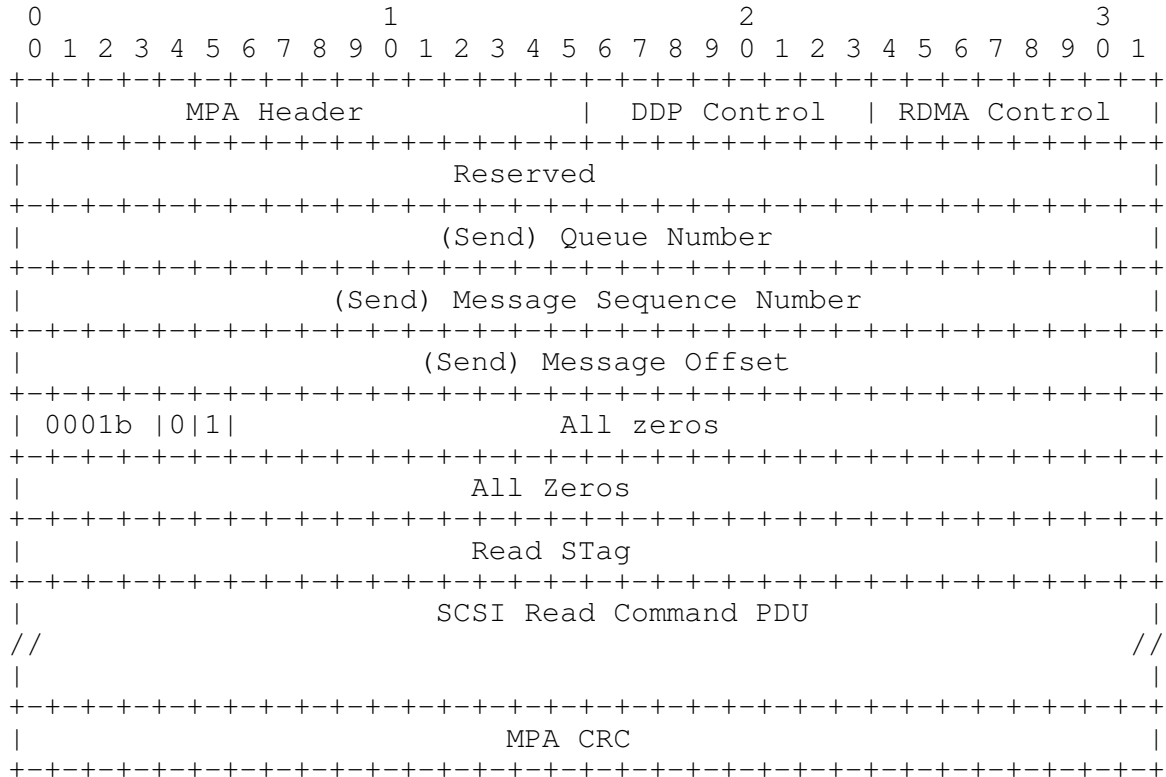 0                   1                   2                   3
 0 1 2 3 4 5 6 7 8 9 0 1 2 3 4 5 6 7 8 9 0 1 2 3 4 5 6 7 8 9 0 1
+-+-+-+-+-+-+-+-+-+-+-+-+-+-+-+-+-+-+-+-+-+-+-+-+-+-+-+-+-+-+-+-+
|         MPA Header            |  DDP Control  | RDMA Control  |
+-+-+-+-+-+-+-+-+-+-+-+-+-+-+-+-+-+-+-+-+-+-+-+-+-+-+-+-+-+-+-+-+
|                        Reserved                               |
+-+-+-+-+-+-+-+-+-+-+-+-+-+-+-+-+-+-+-+-+-+-+-+-+-+-+-+-+-+-+-+-+
|                       (Send) Queue Number                     |
+-+-+-+-+-+-+-+-+-+-+-+-+-+-+-+-+-+-+-+-+-+-+-+-+-+-+-+-+-+-+-+-+
|                 (Send) Message Sequence Number                |
+-+-+-+-+-+-+-+-+-+-+-+-+-+-+-+-+-+-+-+-+-+-+-+-+-+-+-+-+-+-+-+-+
|                      (Send) Message Offset                    |
+-+-+-+-+-+-+-+-+-+-+-+-+-+-+-+-+-+-+-+-+-+-+-+-+-+-+-+-+-+-+-+-+
| 0001b |0|1|                  All zeros                        |
+-+-+-+-+-+-+-+-+-+-+-+-+-+-+-+-+-+-+-+-+-+-+-+-+-+-+-+-+-+-+-+-+
|                         All Zeros                             |
+-+-+-+-+-+-+-+-+-+-+-+-+-+-+-+-+-+-+-+-+-+-+-+-+-+-+-+-+-+-+-+-+
|                         Read STag                             |
+-+-+-+-+-+-+-+-+-+-+-+-+-+-+-+-+-+-+-+-+-+-+-+-+-+-+-+-+-+-+-+-+
|                       SCSI Read Command PDU                   |
//                                                             //
|                                                               |
+-+-+-+-+-+-+-+-+-+-+-+-+-+-+-+-+-+-+-+-+-+-+-+-+-+-+-+-+-+-+-+-+
|                           MPA CRC                             |
+-+-+-+-+-+-+-+-+-+-+-+-+-+-+-+-+-+-+-+-+-+-+-+-+-+-+-+-+-+-+-+-+